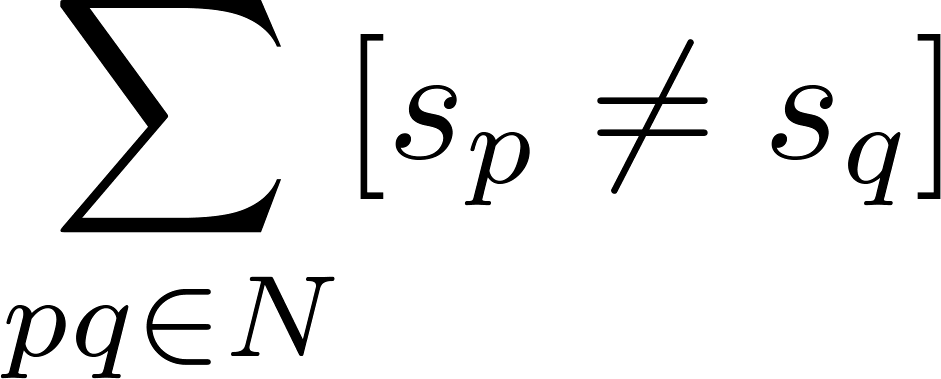 ∑ [s_p ≠ s_q]
pq∈N